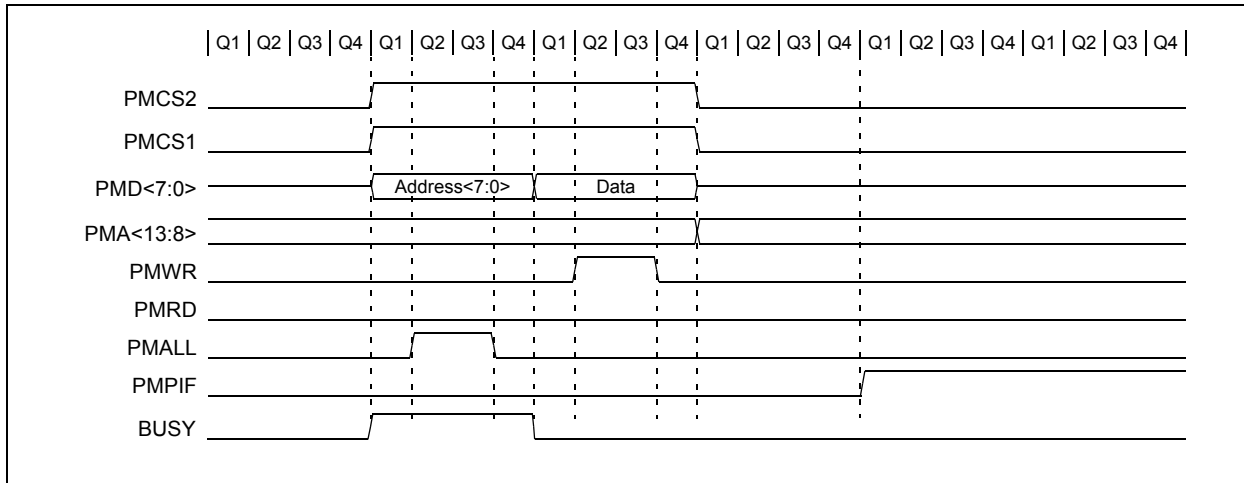 Q1 Q2 Q3 Q4 Q1 Q2 Q3 Q4 Q1 Q2 Q3 Q4 Q1 Q2 Q3 Q4 Q1 Q2 Q3 Q4 Q1 Q2 Q3 Q4
PMCS2
PMCS1
PMD<7:0> Address<7:0> Data
PMA<13:8>
PMWR
PMRD
PMALL
PMPIF
BUSY